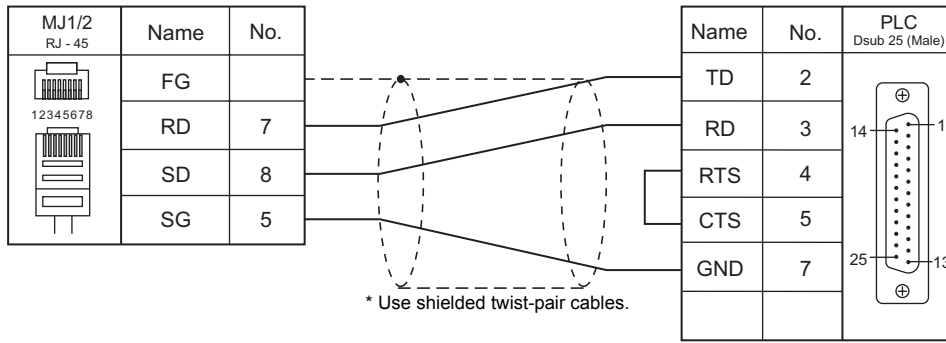 MJ1/2
RJ - 45
Name No.
12345678
FG
RD 7
SD 8
SG 5
* Use shielded twist-pair cables.
Name No.
PLC
Dsub 25 (Male)
TD 2
RD 3
RTS 4
CTS 5
GND 7
14 1
25 13